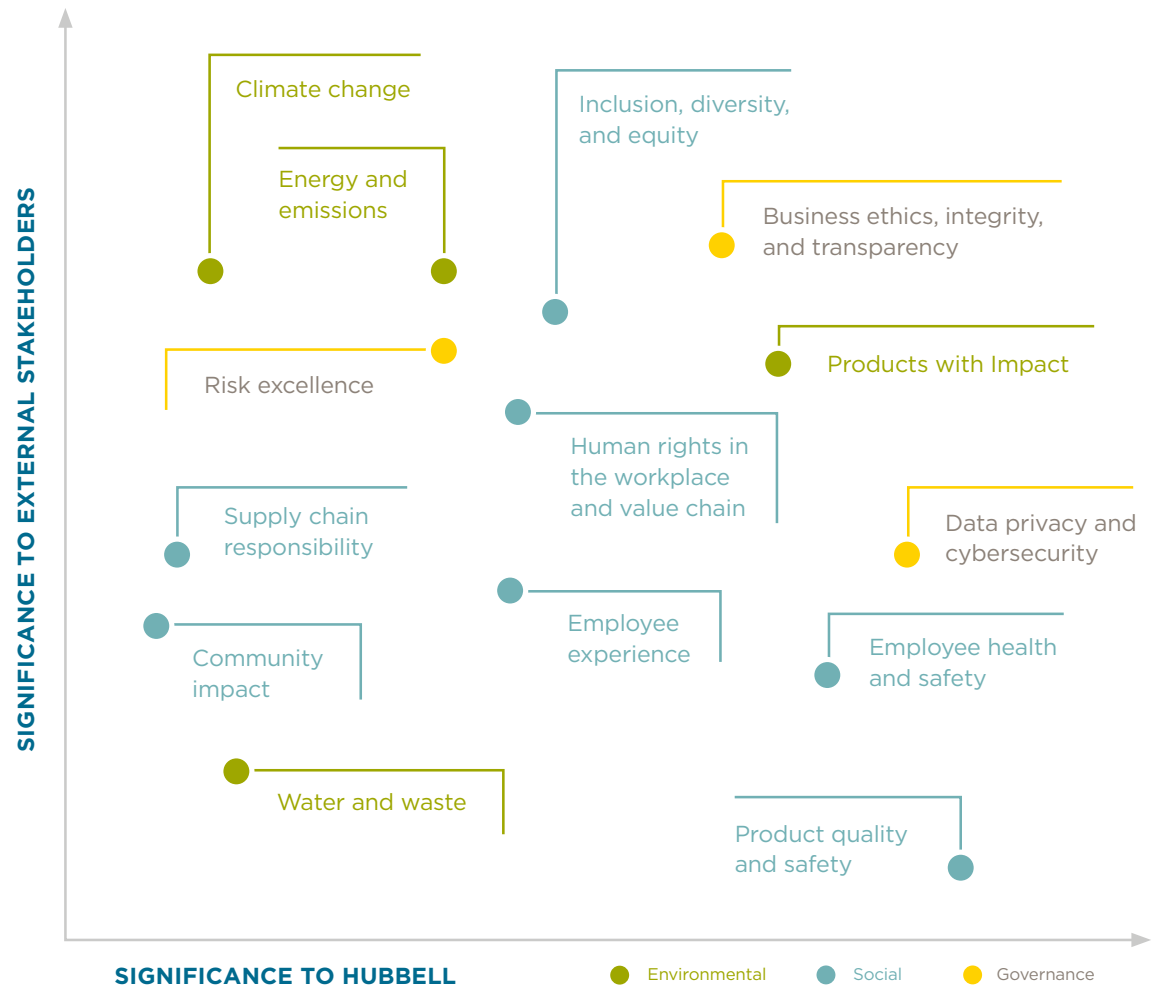 SIGNIFICANCE TO EXTERNAL STAKEHOLDERS
Climate change
Inclusion, diversity,
and equity
Energy and
emissions
Business ethics, integrity,
and transparency
Risk excellence
Products with Impact
Human rights in
the workplace
and value chain
Supply chain
responsibility
Data privacy and
cybersecurity
Employee
experience
Employee health
and safety
Community
impact
Water and waste
Product quality
and safety
SIGNIFICANCE TO HUBBELL
Environmental
Social
Governance